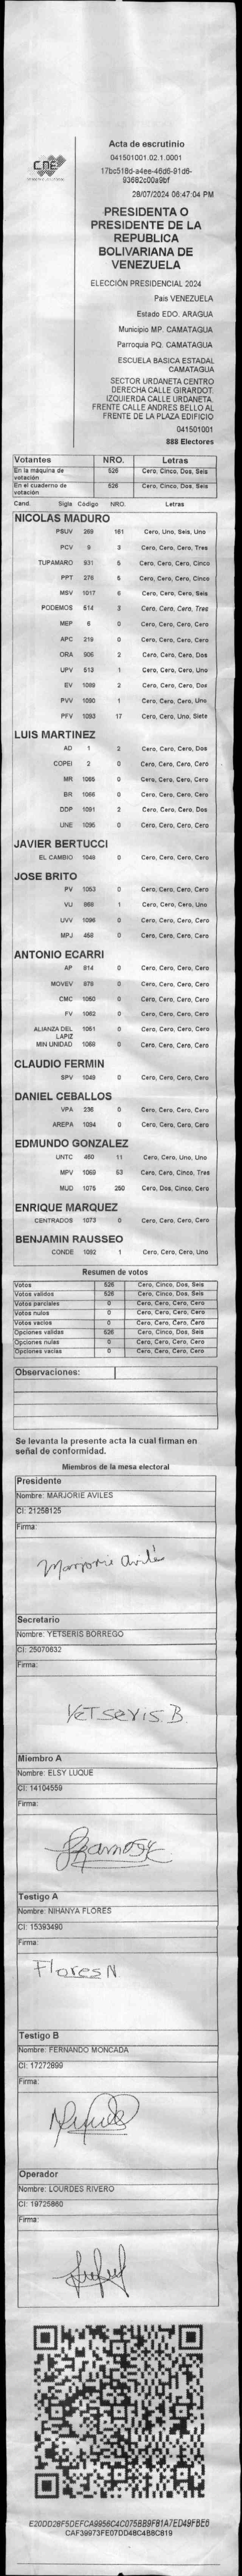 CNE
Acta de escrutinio
041501001.02.1.0001
17bc518d-a4ee-46d6-91d6-
93682c00a9bf
28/07/2024 06:47:04 PM
PRESIDENTA O
PRESIDENTE DE LA
REPUBLICA
BOLIVARIANA DE
VENEZUELA
ELECCIÓN PRESIDENCIAL 2024
Pais VENEZUELA
Estado EDO. ARAGUA
Municipio MP. CAMATAGUA
Parroquia PQ. CAMATAGUA
ESCUELA BASICA ESTADAL
CAMATAGUA
SECTOR URDANETA CENTRO
DERECHA CALLE GIRARDOT.
IZQUIERDA CALLE URDANETA.
FRENTE CALLE ANDRES BELLO AL
FRENTE DE LA PLAZA EDIFICIO
041501001
888 Electores
Votantes NRO. Letras
En la máquina de votación 526 Cero, Cinco, Dos, Seis
En el cuaderno de votación 526 Cero, Cinco, Dos, Seis
Cand. Sigla Código NRO. Letras
NICOLAS MADURO
PSUV 268 161 Cero, Uno, Seis, Uno
PCV 9 3 Cero, Cero, Cero, Tres
TUPAMARO 931 5 Cero, Cero, Cero, Cinco
PPT 276 5 Cero, Cero, Cero, Cinco
MSV 1017 6 Cero, Cero, Cero, Seis
PODEMOS 514 3 Cero, Cero, Cero, Tres
MEP 6 0 Cero, Cero, Cero, Cero
APC 219 0 Cero, Cero, Cero, Cero
ORA 906 2 Cero, Cero, Cero, Dos
UPV 513 1 Cero, Cero, Cero, Uno
EV 1099 2 Cero, Cero, Cero, Dos
PVV 1090 1 Cero, Cero, Cero, Uno
PFV 1093 17 Cero, Cero, Uno, Siete
LUIS MARTINEZ
AD 1 2 Cero, Cero, Cero, Dos
COPEI 2 0 Cero, Cero, Cero, Cero
MR 1065 0 Cero, Cero, Cero, Cero
BR 1066 0 Cero, Cero, Cero, Cero
DDP 1091 2 Cero, Cero, Cero, Dos
UNE 1095 0 Cero, Cero, Cero, Cero
JAVIER BERTUCCI
EL CAMBIO 1048 0 Cero, Cero, Cero, Cero
JOSE BRITO
PV 1053 0 Cero, Cero, Cero, Cero
VU 868 1 Cero, Cero, Cero, Uno
UVV 1096 0 Cero, Cero, Cero, Cero
MPJ 458 0 Cero, Cero, Cero, Cero
ANTONIO ECARRI
AP 814 0 Cero, Cero, Cero, Cero
MOVEV 878 0 Cero, Cero, Cero, Cero
CMC 1050 0 Cero, Cero, Cero, Cero
FV 1062 0 Cero, Cero, Cero, Cero
ALIANZA DEL LAPIZ 1051 0 Cero, Cero, Cero, Cero
MIN UNIDAD 1068 0 Cero, Cero, Cero, Cero
CLAUDIO FERMIN
SPV 1049 0 Cero, Cero, Cero, Cero
DANIEL CEBALLOS
VPA 236 0 Cero, Cero, Cero, Cero
AREPA 1094 0 Cero, Cero, Cero, Cero
EDMUNDO GONZALEZ
UNTC 460 11 Cero, Cero, Uno, Uno
MPV 1069 53 Cero, Cero, Cinco, Tres
MUD 1075 250 Cero, Dos, Cinco, Cero
ENRIQUE MARQUEZ
CENTRADOS 1073 0 Cero, Cero, Cero, Cero
BENJAMIN RAUSSEO
CONDE 1092 1 Cero, Cero, Cero, Uno
Resumen de votos
Votos 526 Cero, Cinco, Dos, Seis
Votos validos 526 Cero, Cinco, Dos, Seis
Votos parciales 0 Cero, Cero, Cero, Cero
Votos nulos 0 Cero, Cero, Cero, Cero
Votos vacios 0 Cero, Cero, Cero, Cero
Opciones validas 526 Cero, Cinco, Dos, Seis
Opciones nulas 0 Cero, Cero, Cero, Cero
Opciones vacias 0 Cero, Cero, Cero, Cero
Observaciones:
Se levanta la presente acta la cual firman en
señal de conformidad.
Miembros de la mesa electoral
Presidente
Nombre: MARJORIE AVILES
CI: 21258125
Firma:
Marjorie Avilé
Secretario
Nombre: YETSERIS BORREGO
CI: 25070632
Firma:
YETSERIS. B
Miembro A
Nombre: ELSY LUQUE
CI: 14104559
Firma:
Testigo A
Nombre: NIHANYA FLORES
CI: 15393490
Firma:
Flores N
Testigo B
Nombre: FERNANDO MONCADA
CI: 17272899
Firma:
Operador
Nombre: LOURDES RIVERO
CI: 19725860
Firma:
E20DD28F5DEFCA9956C4C075BB9F81A7ED49FBE0
CAF39973FE07DD48C4B8C819